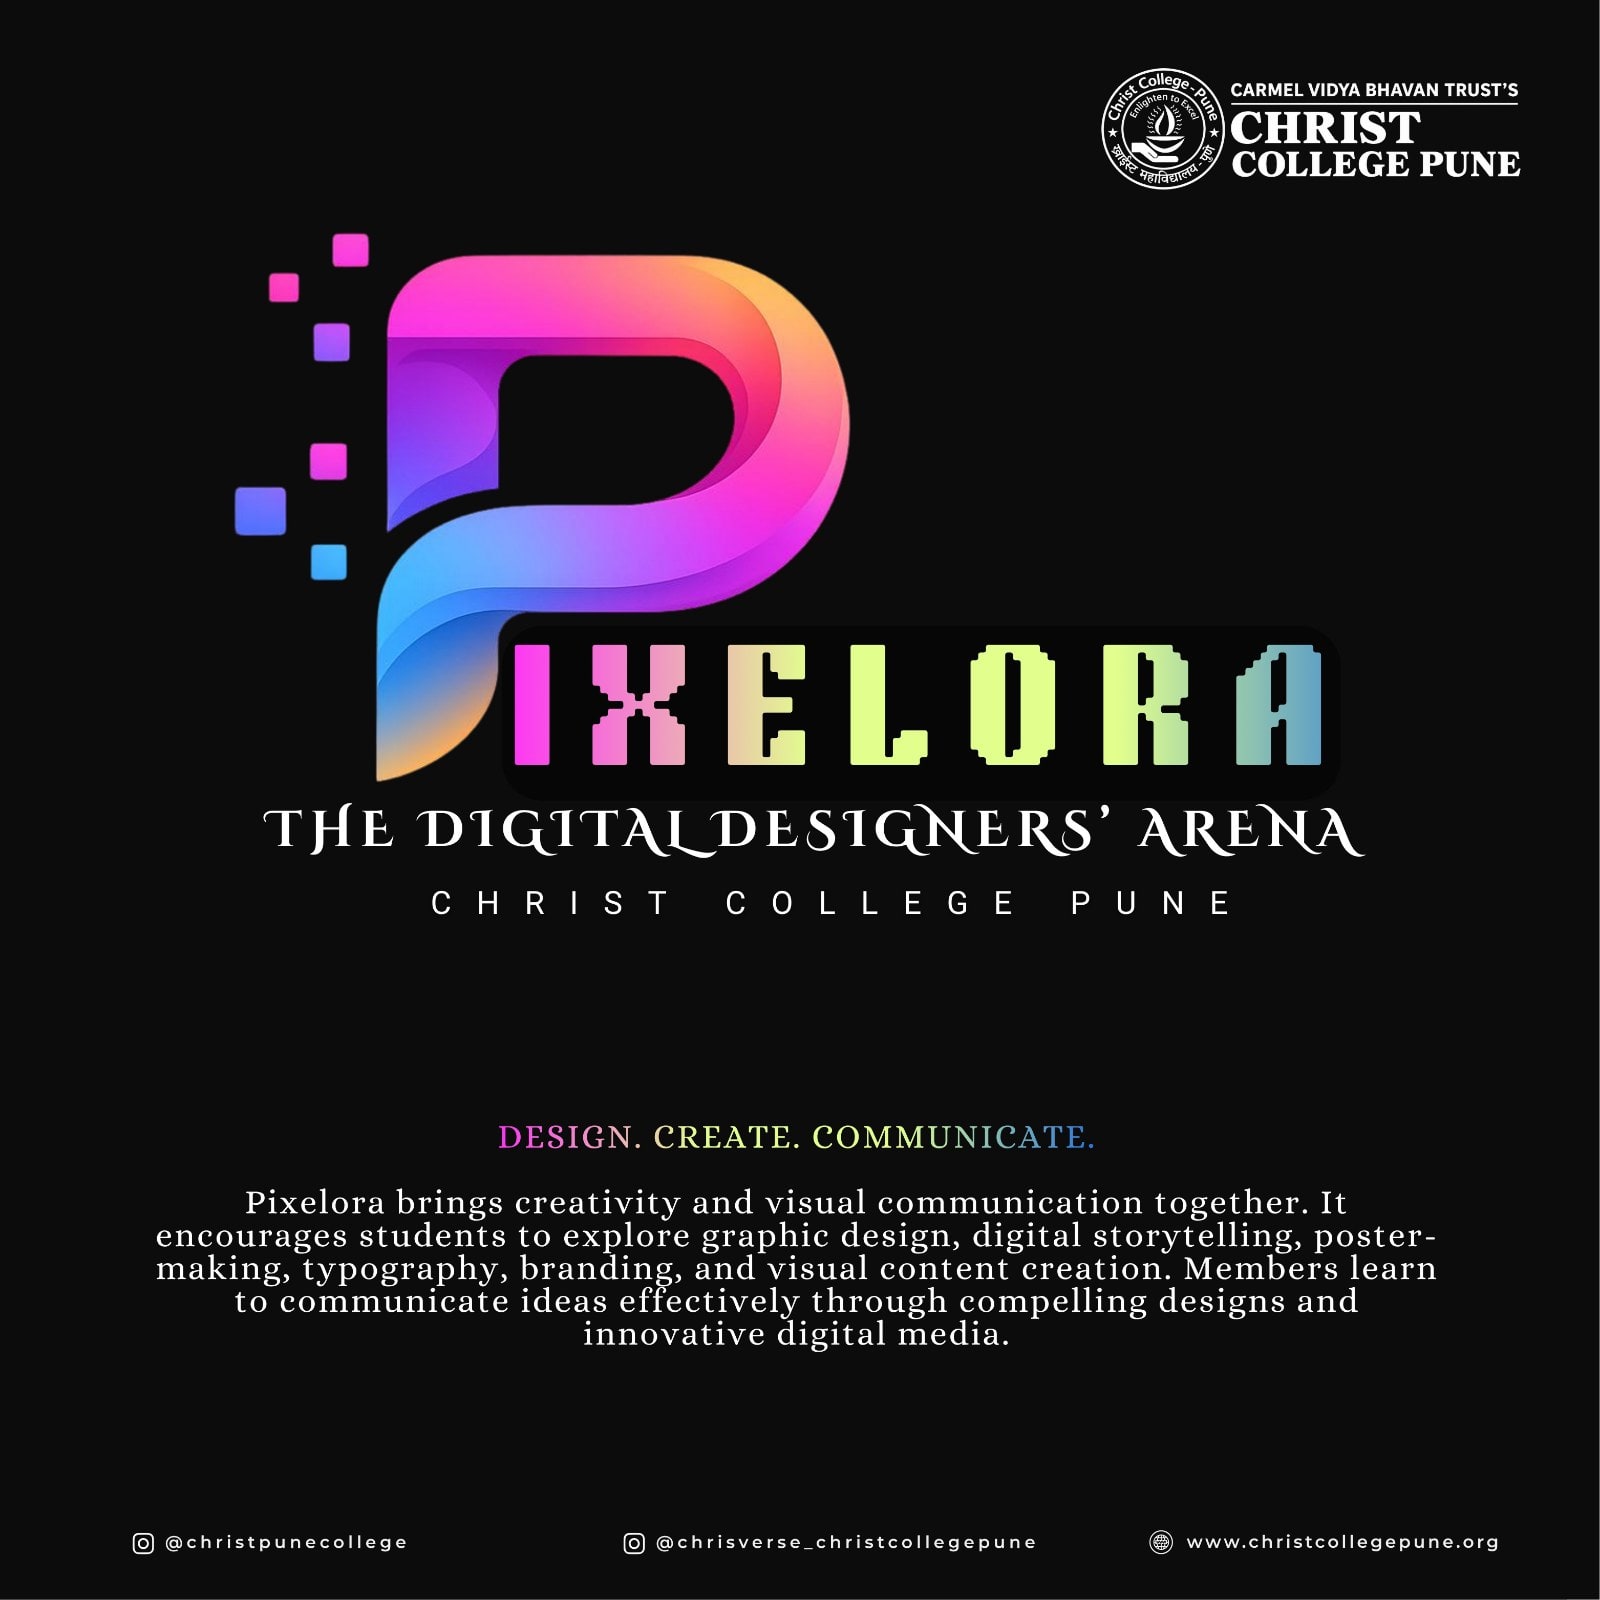 Christ College - Pune
Enlighten to Excel
ख्राईस्ट महाविद्यालय - पुणे
CARMEL VIDYA BHAVAN TRUST'S
CHRIST
COLLEGE PUNE
PIXELORA
THE DIGITAL DESIGNERS’ ARENA
CHRIST COLLEGE PUNE
DESIGN. CREATE. COMMUNICATE.
Pixelora brings creativity and visual communication together. It
encourages students to explore graphic design, digital storytelling, poster-
making, typography, branding, and visual content creation. Members learn
to communicate ideas effectively through compelling designs and
innovative digital media.
@christpunecollege
@chrisverse_christcollegepune
www.christcollegepune.org